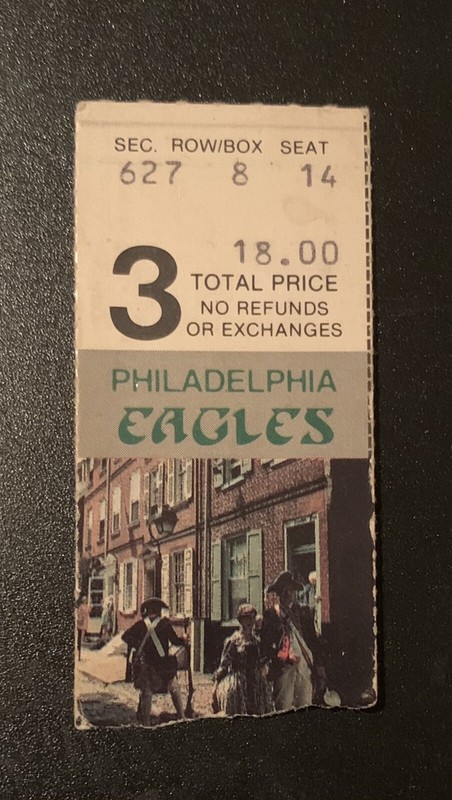 SEC. ROW/BOX SEAT
627 8 14
18.00
3
TOTAL PRICE
NO REFUNDS
OR EXCHANGES
PHILADELPHIA
EAGLES